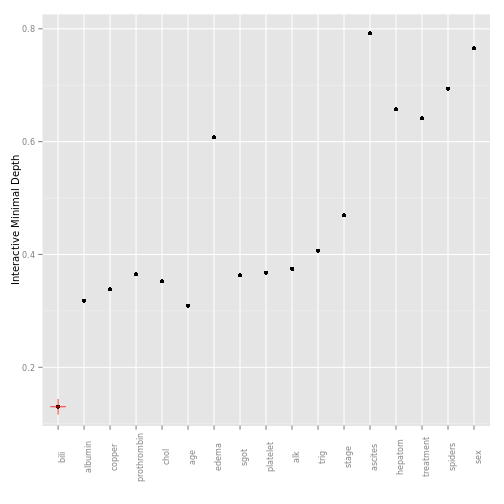 0.8
0.6
0.4
0.2
Interactive Minimal Depth
bili
albumin
copper
prothrombin
chol
age
edema
sgot
platelet
alk
trig
stage
ascites
hepatom
treatment
spiders
sex